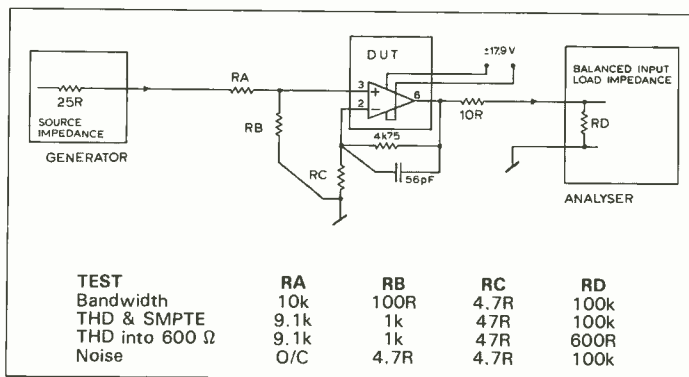 DUT
±17.9 V
BALANCED INPUT
LOAD IMPEDANCE
RA
3
+
6
2
−
25R
10R
RD
SOURCE
IMPEDANCE
RB
4k75
GENERATOR
RC
56pF
ANALYSER
TEST RA RB RC RD
Bandwidth 10k 100R 4.7R 100k
THD & SMPTE 9.1k 1k 47R 100k
THD into 600 Ω 9.1k 1k 47R 600R
Noise O/C 4.7R 4.7R 100k